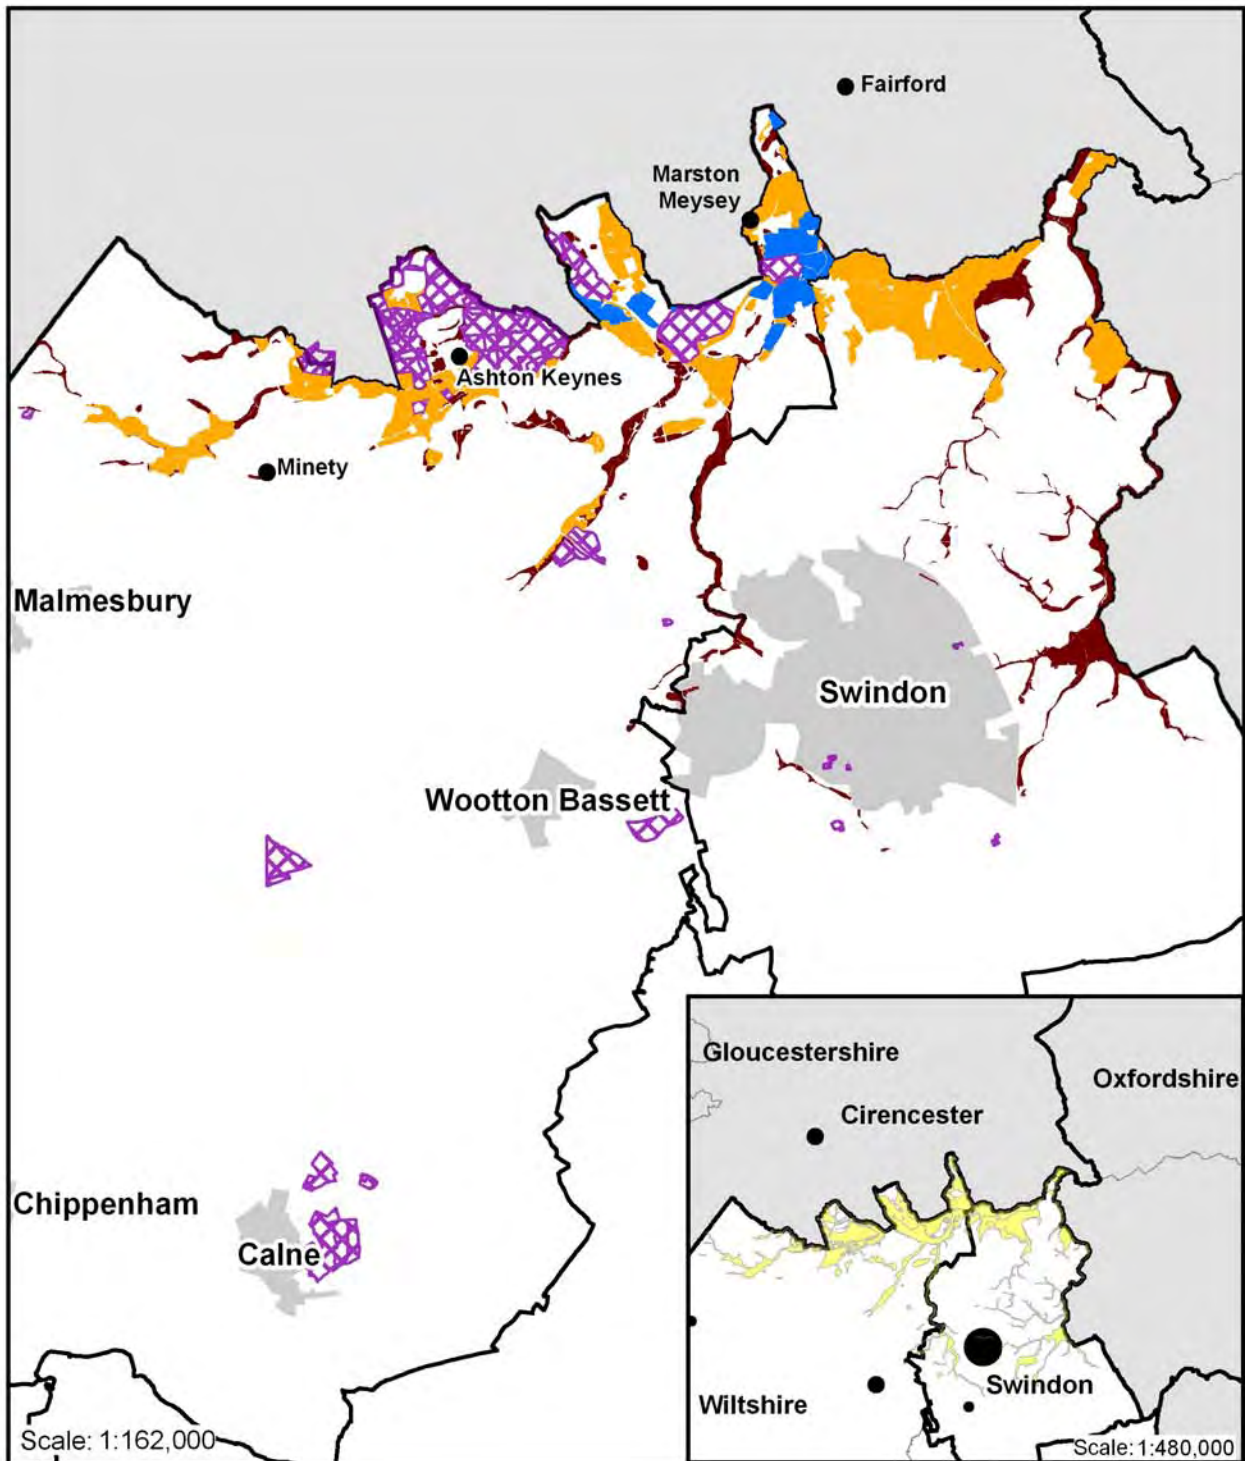 Fairford
Marston
Meysey
Ashton Keynes
Minety
Malmesbury
Swindon
Wootton Bassett
Chippenham
Calne
Scale: 1:162,000
Gloucestershire
Oxfordshire
Cirencester
Swindon
Wiltshire
Scale: 1:480,000